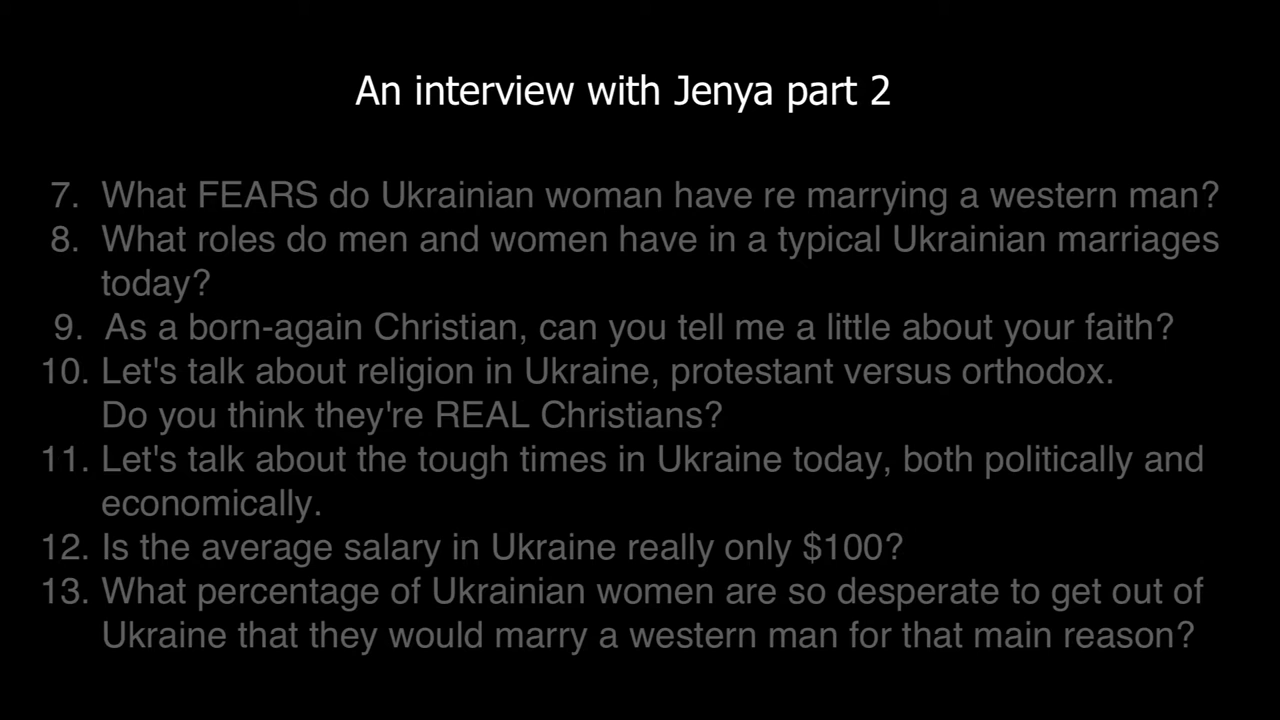 An interview with Jenya part 2
7. What FEARS do Ukrainian woman have re marrying a western man?
8. What roles do men and women have in a typical Ukrainian marriages
today?
9. As a born-again Christian, can you tell me a little about your faith?
10. Let's talk about religion in Ukraine, protestant versus orthodox.
Do you think they're REAL Christians?
11. Let's talk about the tough times in Ukraine today, both politically and
economically.
12. Is the average salary in Ukraine really only $100?
13. What percentage of Ukrainian women are so desperate to get out of
Ukraine that they would marry a western man for that main reason?